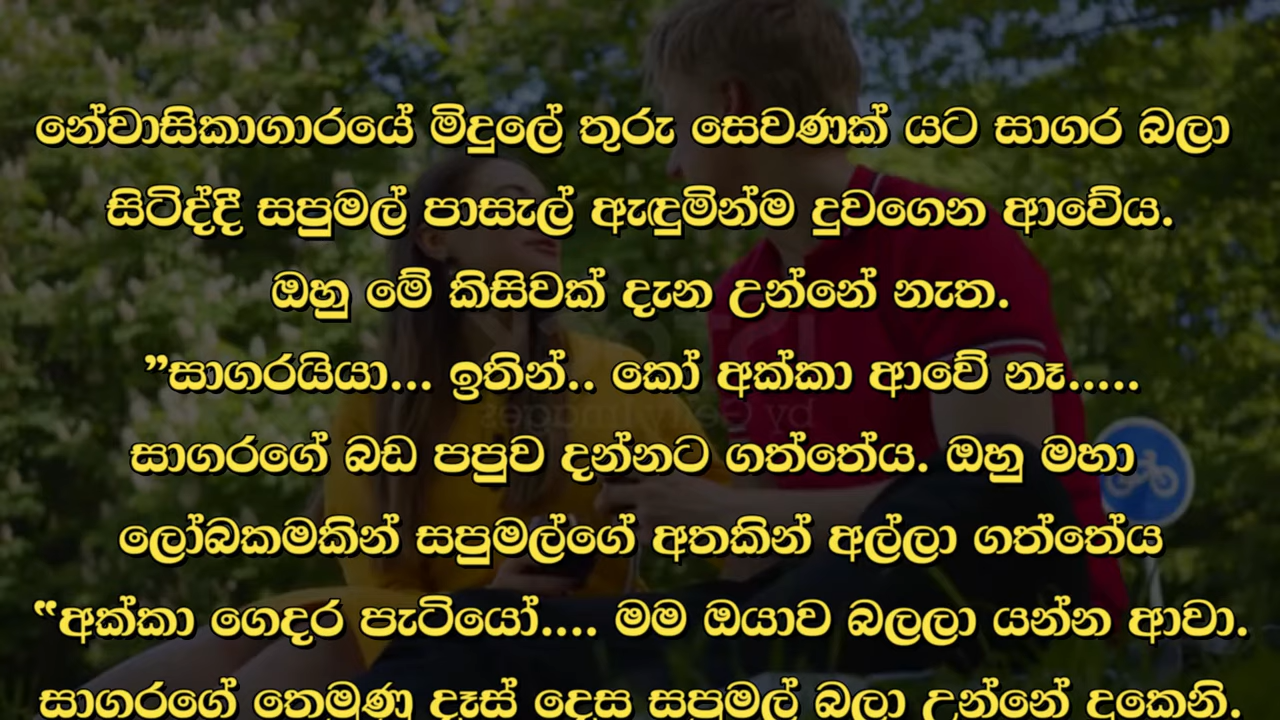 නේවාසිකාගාරයේ මිදුලේ තුරු සෙවණක් යට සාගර බලා
සිටිද්දී සපුමල් පාසැල් ඇඳුමින්ම දුවගෙන ආවේය.
ඔහු මේ කිසිවක් දැන උන්නේ නැත.
”සාගරයියා... ඉතින්.. කෝ අක්කා ආවේ නෑ.....
සාගරගේ බඩ පපුව දන්නට ගත්තේය. ඔහු මහා
ලෝබකමකින් සපුමල්ගේ අතකින් අල්ලා ගත්තේය
“අක්කා ගෙදර පැටියෝ.... මම ඔයාව බලලා යන්න ආවා.
සාගරගේ තෙමුණු දෑස් දෙස සපුමල් බලා උන්නේ දුකෙනි.